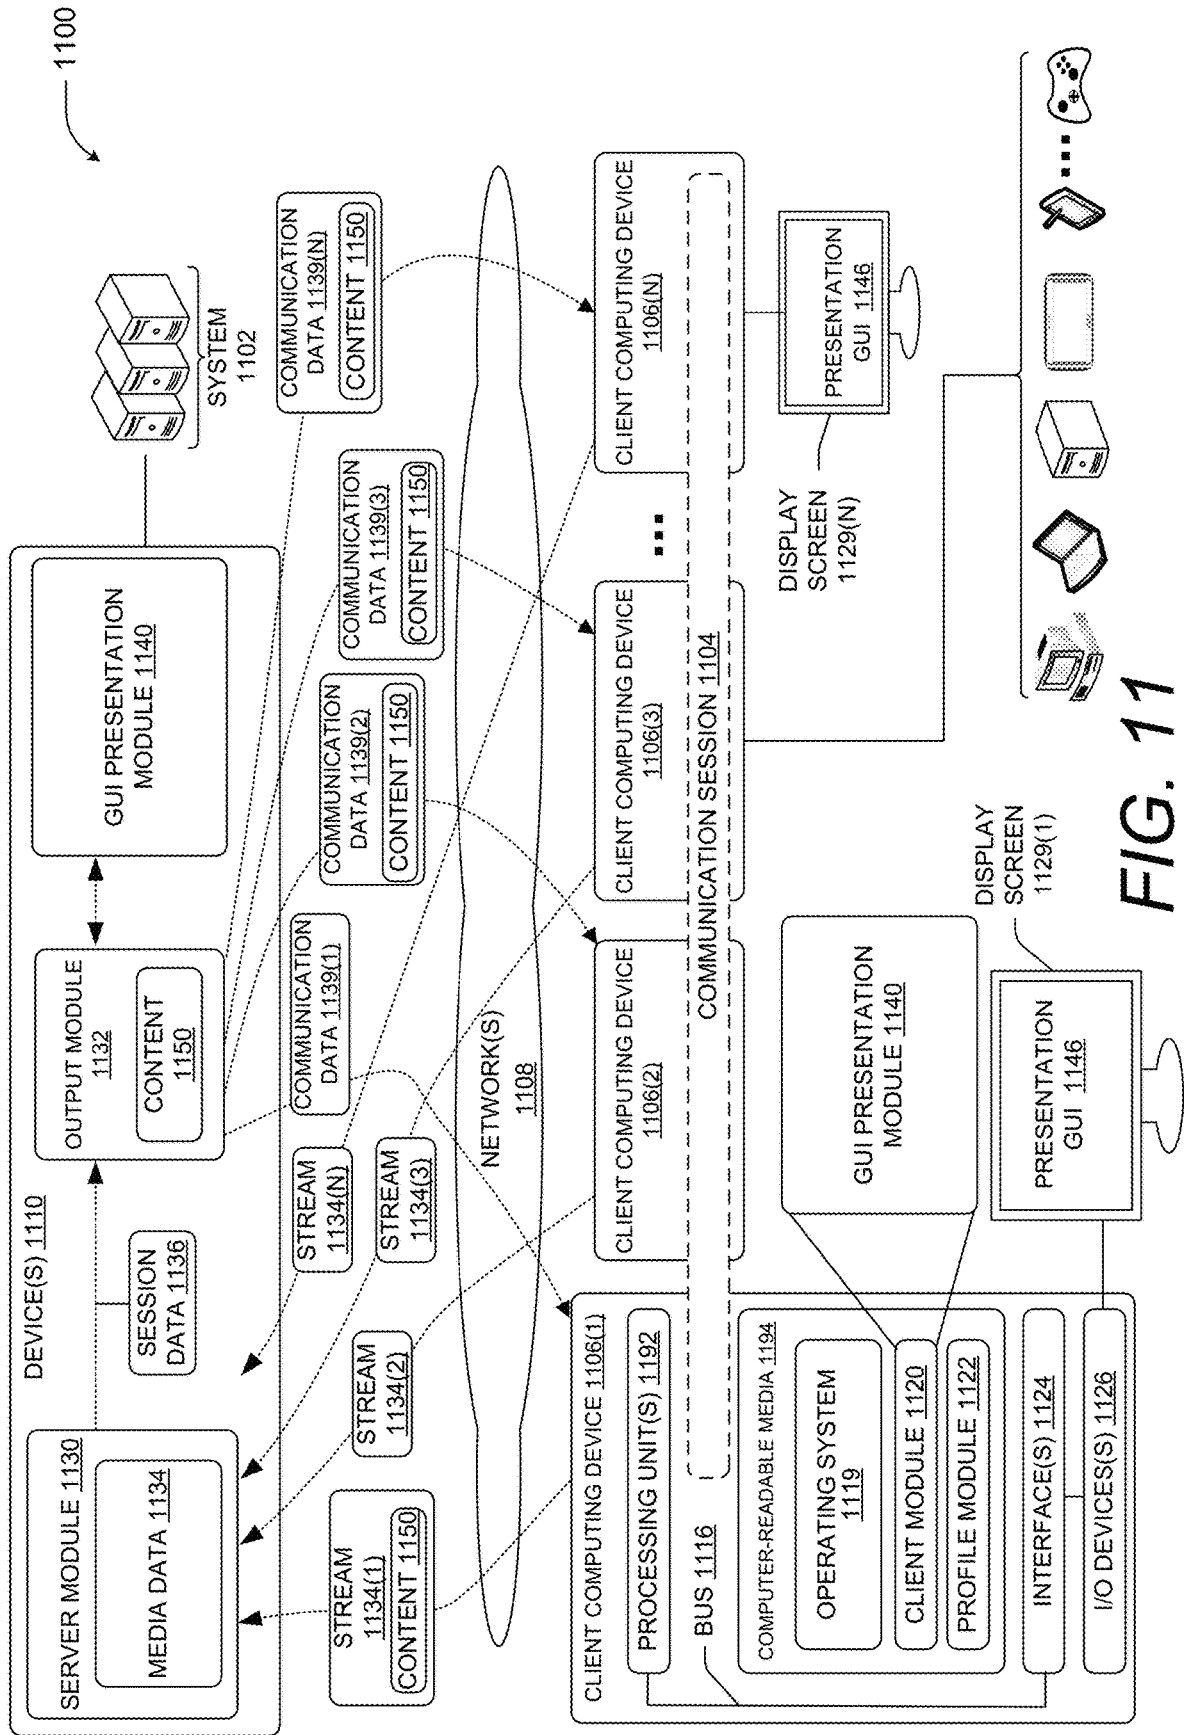 1100
DEVICE(S) 1110
SERVER MODULE 1130
MEDIA DATA 1134
SESSION
DATA 1136
OUTPUT MODULE
1132
CONTENT
1150
GUI PRESENTATION
MODULE 1140
SYSTEM
1102
STREAM
1134(1)
CONTENT 1150
STREAM
1134(2)
STREAM
1134(N)
STREAM
1134(3)
COMMUNICATION
DATA 1139(1)
COMMUNICATION
DATA 1139(2)
CONTENT 1150
COMMUNICATION
DATA 1139(3)
CONTENT 1150
COMMUNICATION
DATA 1139(N)
CONTENT 1150
NETWORK(S)
1108
CLIENT COMPUTING DEVICE 1106(1)
PROCESSING UNIT(S) 1192
BUS 1116
COMPUTER-READABLE MEDIA 1194
OPERATING SYSTEM
1119
CLIENT MODULE 1120
PROFILE MODULE 1122
INTERFACE(S) 1124
I/O DEVICES(S) 1126
CLIENT COMPUTING DEVICE
1106(2)
CLIENT COMPUTING DEVICE
1106(3)
CLIENT COMPUTING DEVICE
1106(N)
COMMUNICATION SESSION 1104
GUI PRESENTATION
MODULE 1140
PRESENTATION
GUI 1146
DISPLAY
SCREEN
1129(1)
DISPLAY
SCREEN
1129(N)
PRESENTATION
GUI 1146
FIG. 11